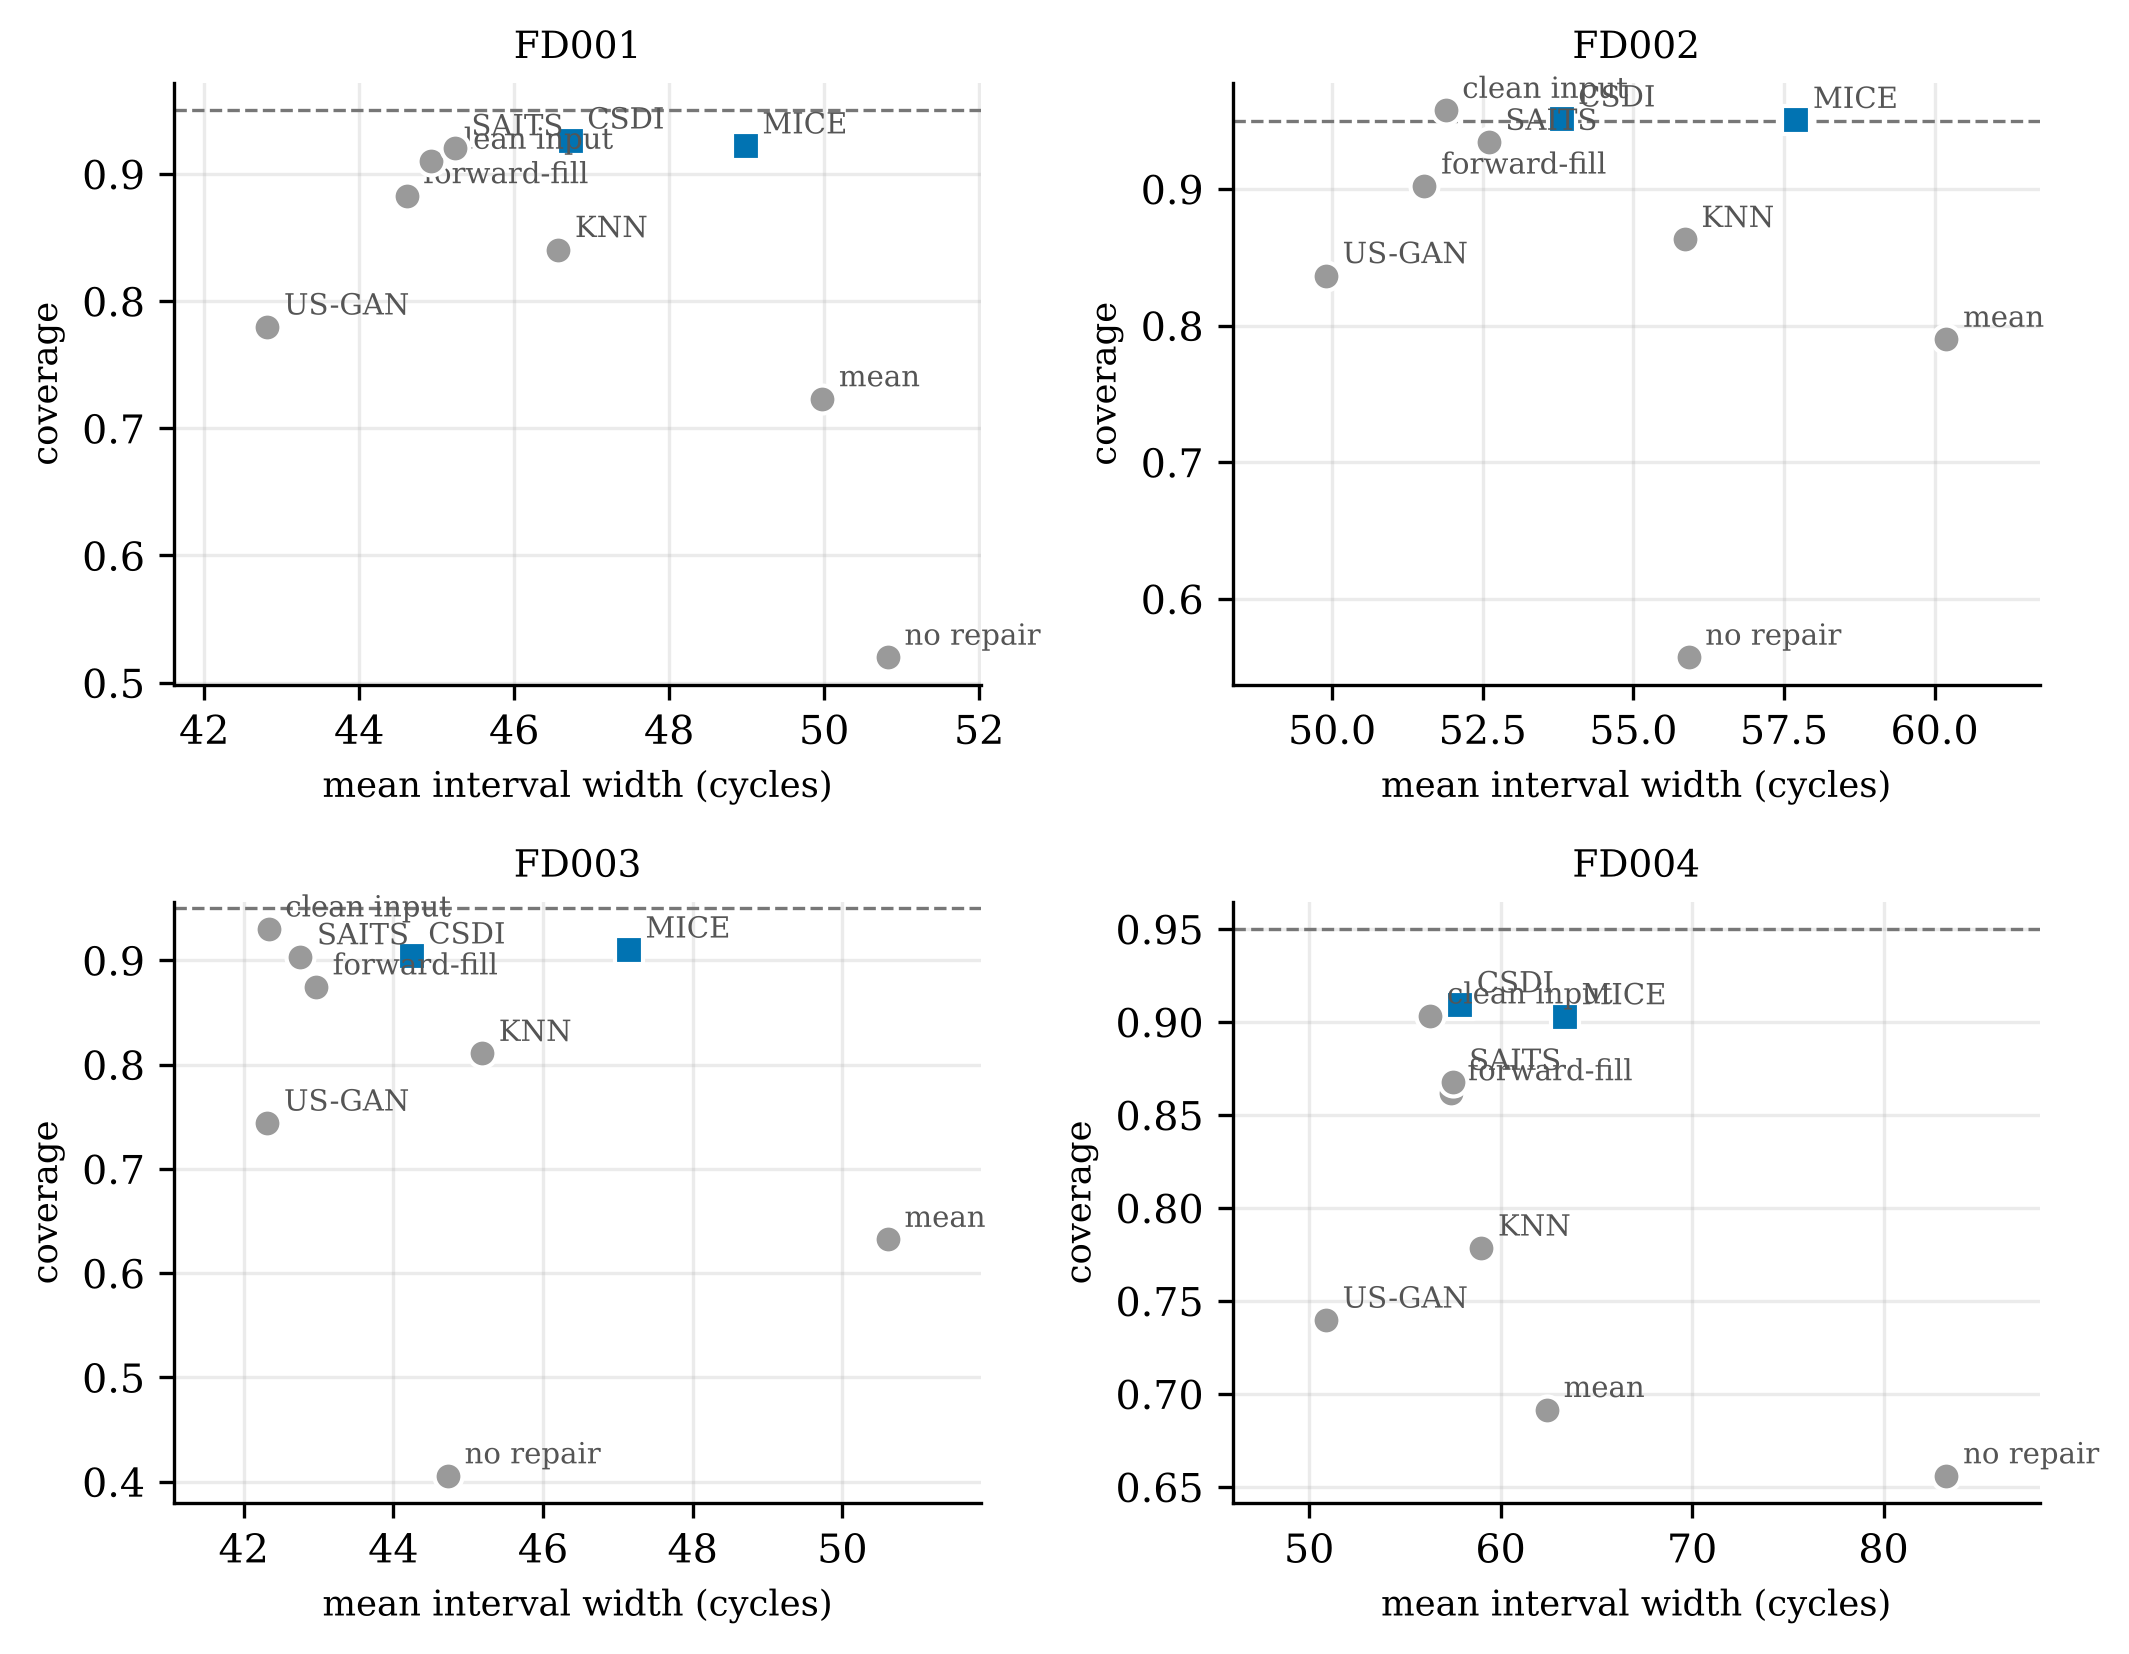 FD001
coverage
0.9
0.8
0.7
0.6
0.5
SAITS
CSDI
MICE
clean input
forward-fill
KNN
US-GAN
mean
no repair
42 44 46 48 50 52
mean interval width (cycles)
FD002
coverage
0.9
0.8
0.7
0.6
clean input
CSDI
MICE
SAITS
forward-fill
KNN
US-GAN
mean
no repair
50.0 52.5 55.0 57.5 60.0
mean interval width (cycles)
FD003
coverage
0.9
0.8
0.7
0.6
0.5
0.4
clean input
SAITS
CSDI
MICE
forward-fill
KNN
US-GAN
mean
no repair
42 44 46 48 50
mean interval width (cycles)
FD004
coverage
0.95
0.90
0.85
0.80
0.75
0.70
0.65
CSDI
clean input
MICE
SAITS
forward-fill
KNN
US-GAN
mean
no repair
50 60 70 80
mean interval width (cycles)